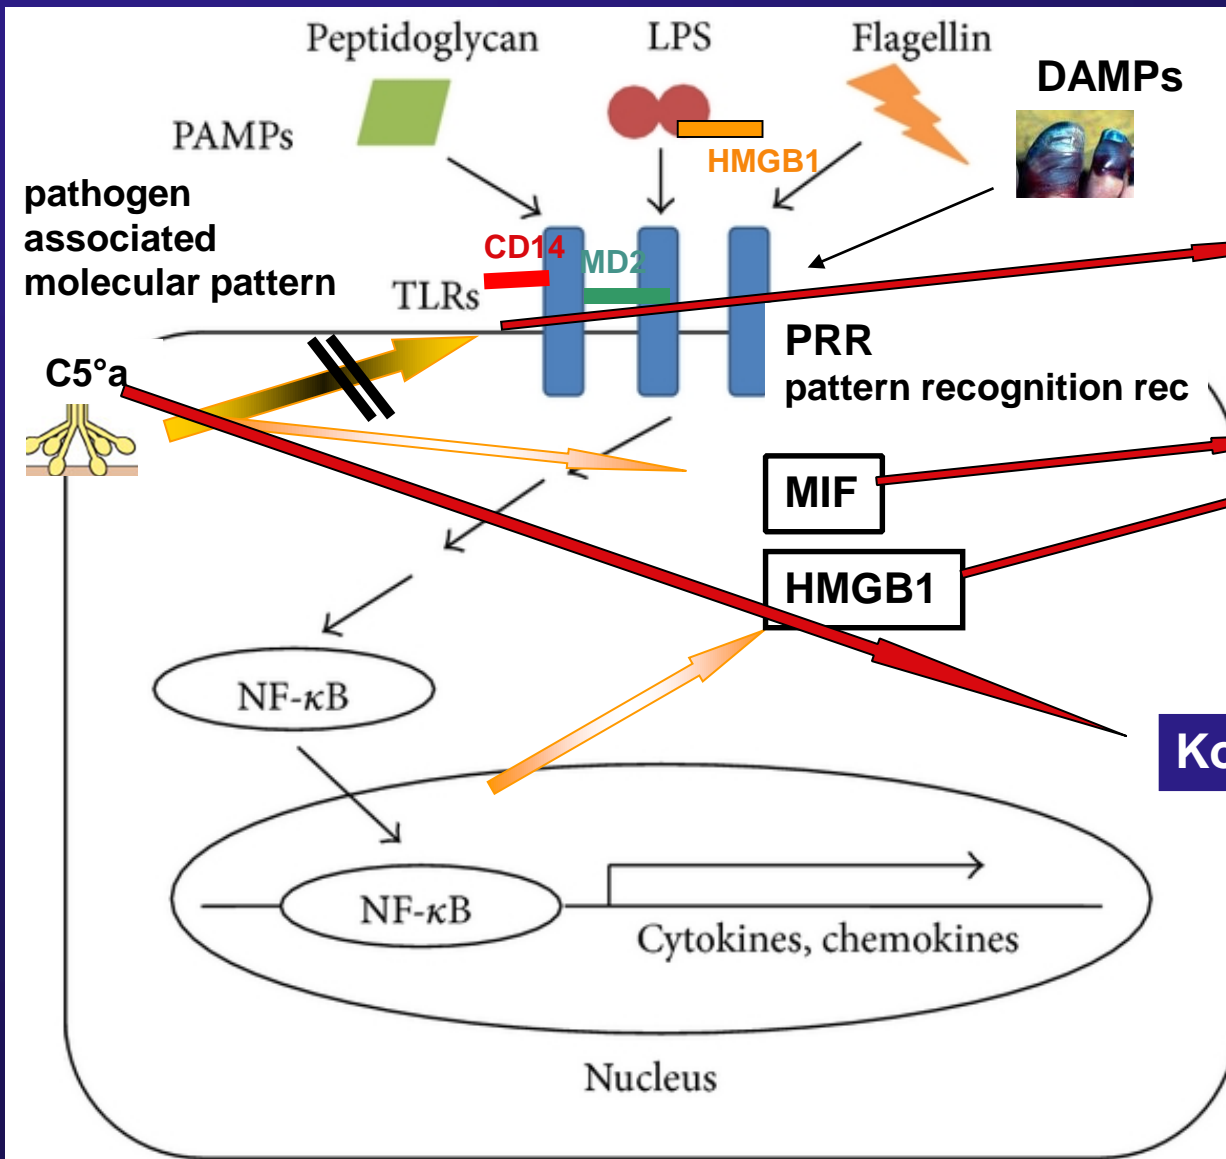 Peptidoglycan
LPS
Flagellin
DAMPs
PAMPs
HMGB1
pathogen
associated
molecular pattern
CD14
MD2
TLRs
PRR
pattern recognition rec
C5°a
MIF
HMGB1
NF-κB
Ko
NF-κB
Cytokines, chemokines
Nucleus